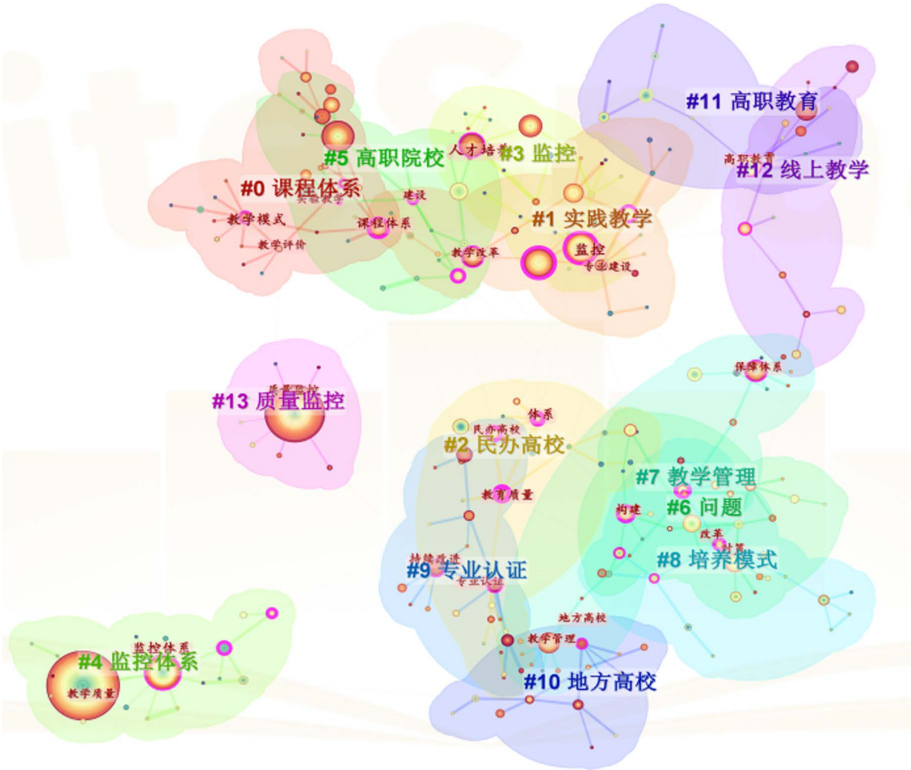 #11 高职教育
人才培养
#3 监控
#5 高职院校
高职教育
#12 线上教学
#0 课程体系
实践教学
建设
教学模式
课程体系
#1 实践教学
教学评价
教学改革
监控
专业建设
保障体系
质量监控
#13 质量监控
体系
民办高校
#2 民办高校
#7 教学管理
教育质量
构建
#6 问题
改革
持续改进
#8 培养模式
#9 专业认证
专业认证
地方高校
教学管理
监控体系
#4 监控体系
#10 地方高校
教学质量